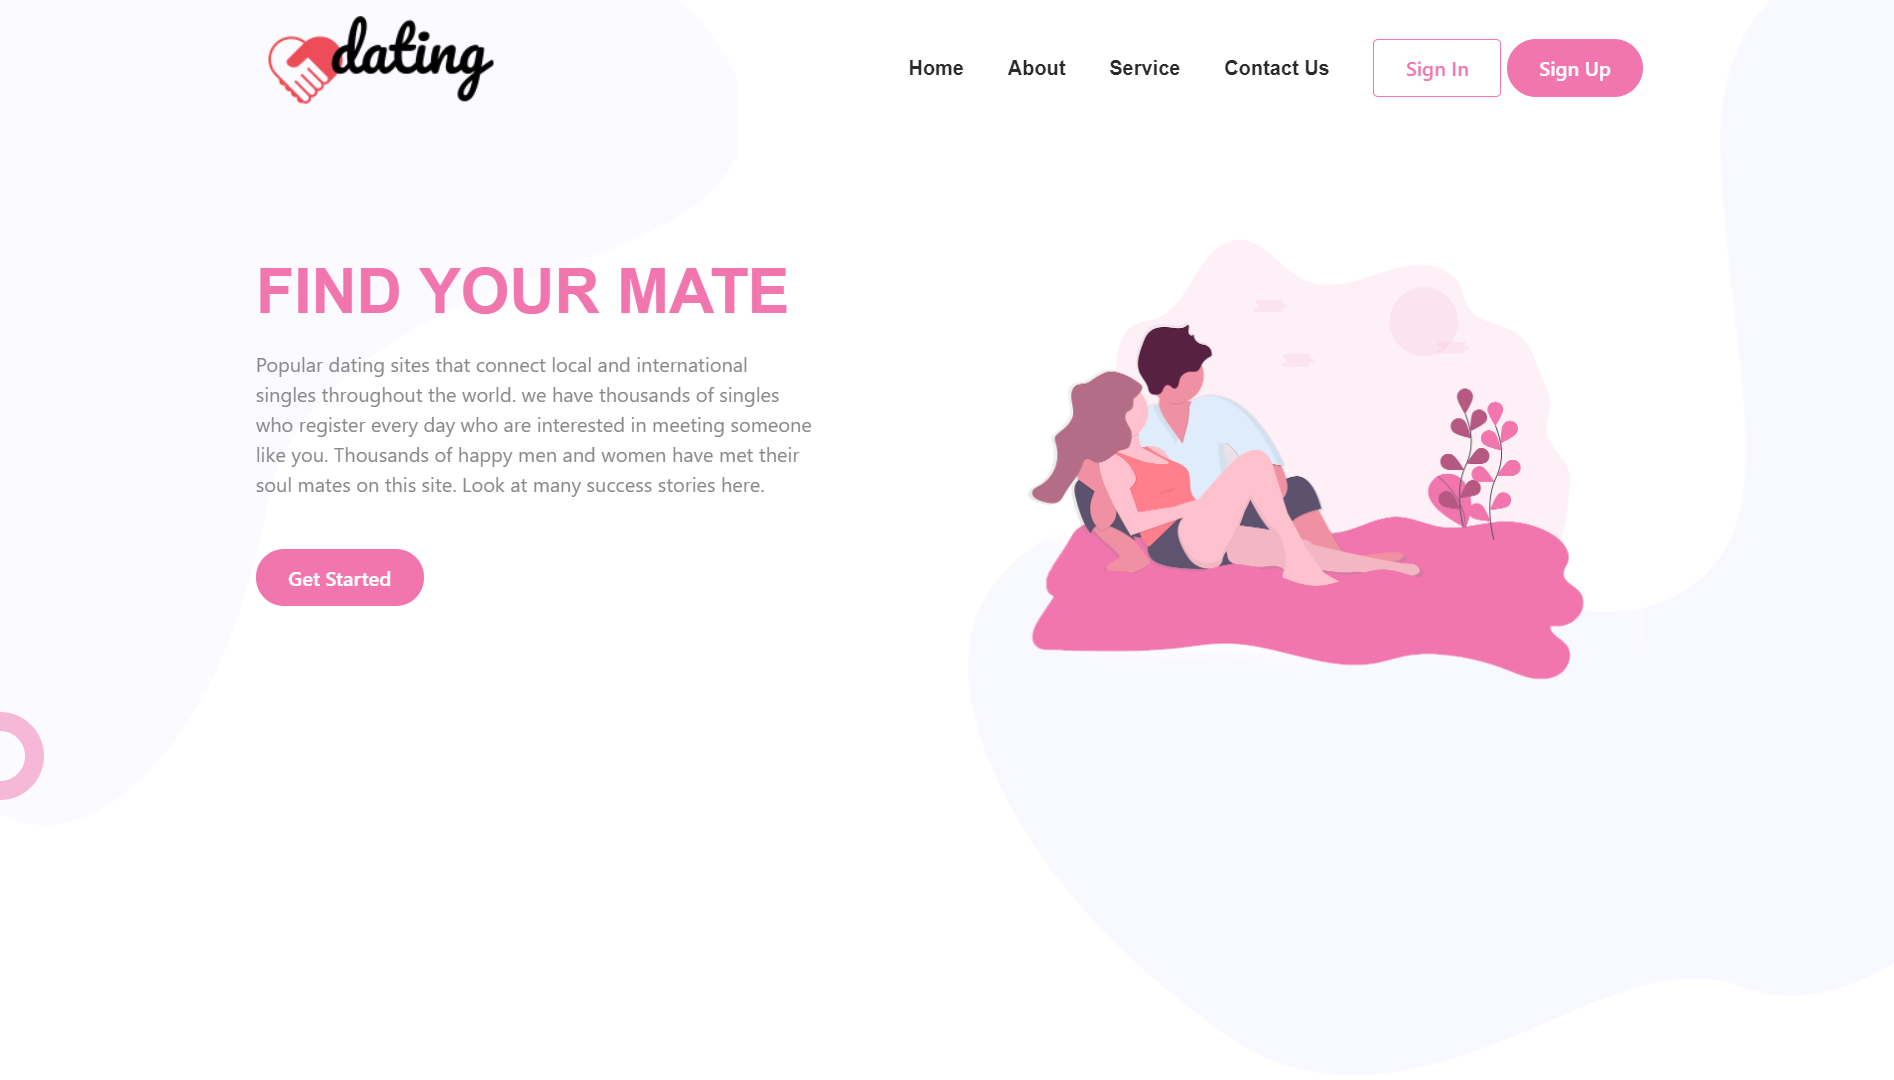 dating
Home About Service Contact Us Sign In Sign Up
FIND YOUR MATE
Popular dating sites that connect local and international
singles throughout the world. we have thousands of singles
who register every day who are interested in meeting someone
like you. Thousands of happy men and women have met their
soul mates on this site. Look at many success stories here.
Get Started